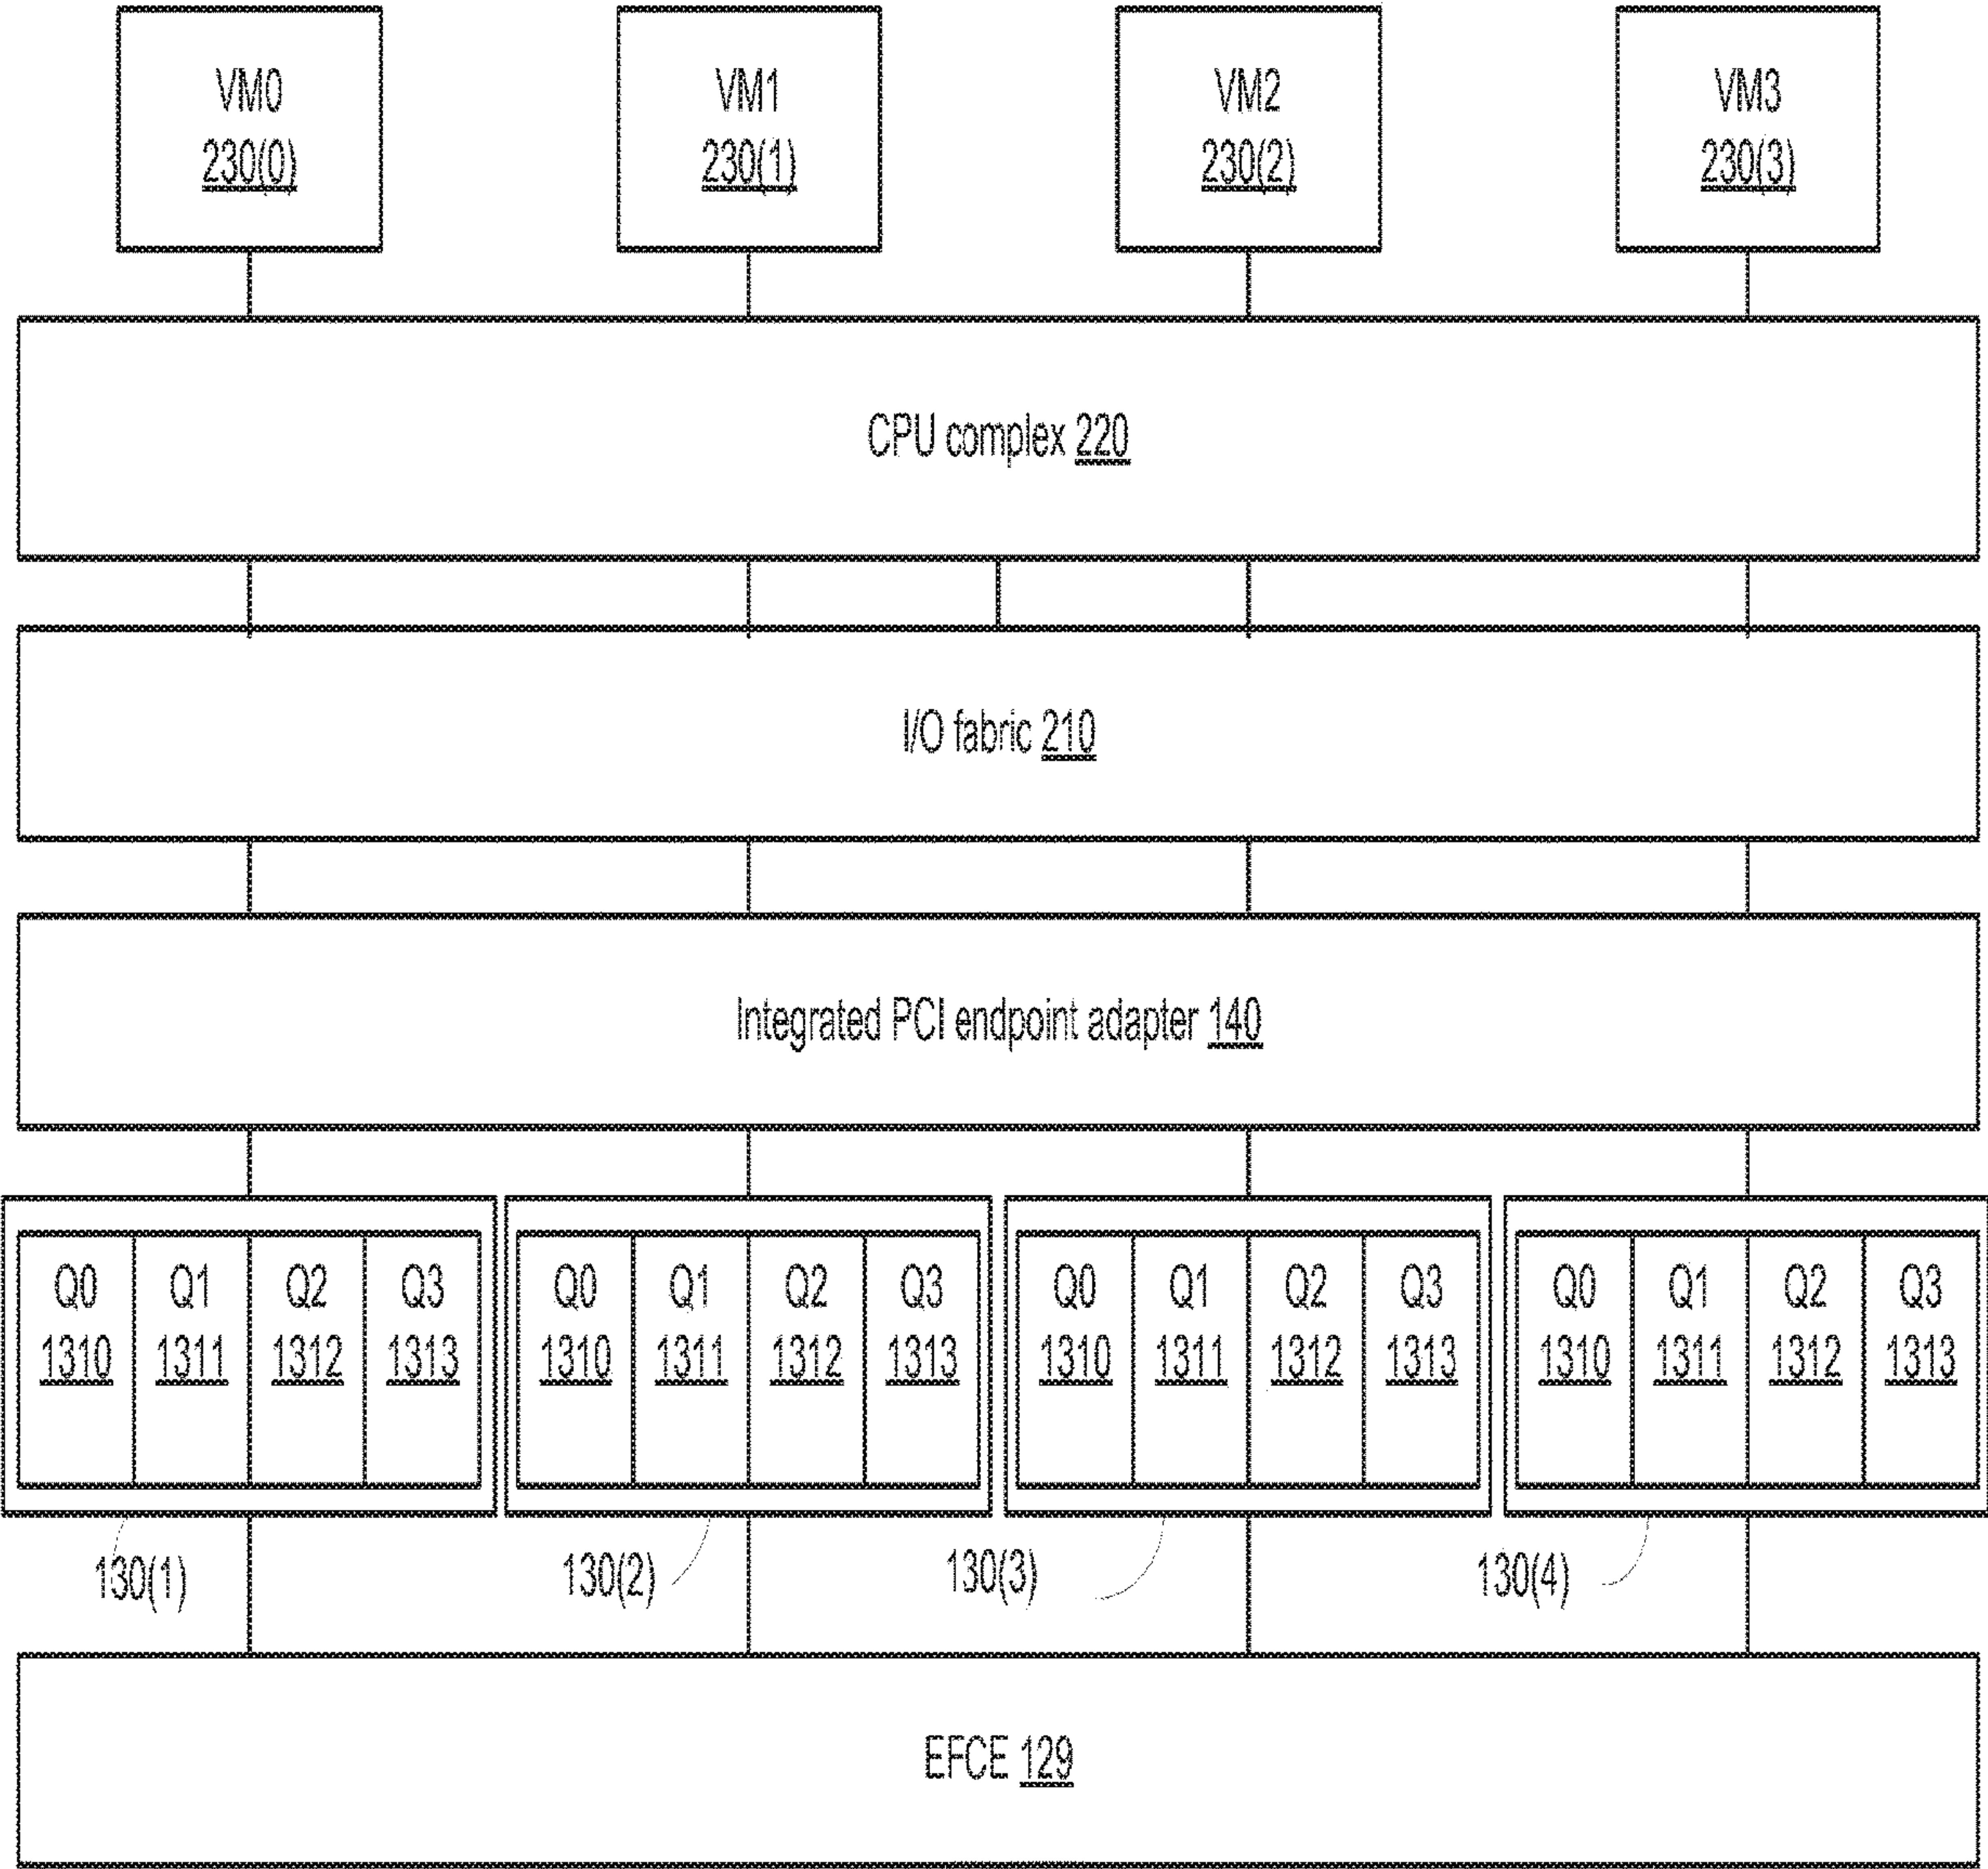 VM0 VM1 VM2 VM3
230(0) 230(1) 230(2) 230(3)
CPU complex 220
I/O fabric 210
Integrated PCI endpoint adapter 140
Q0 Q1 Q2 Q3 Q0 Q1 Q2 Q3 Q0 Q1 Q2 Q3 Q0 Q1 Q2 Q3
1310 1311 1312 1313 1310 1311 1312 1313 1310 1311 1312 1313 1310 1311 1312 1313
130(1) 130(2) 130(3) 130(4)
EFCE 129